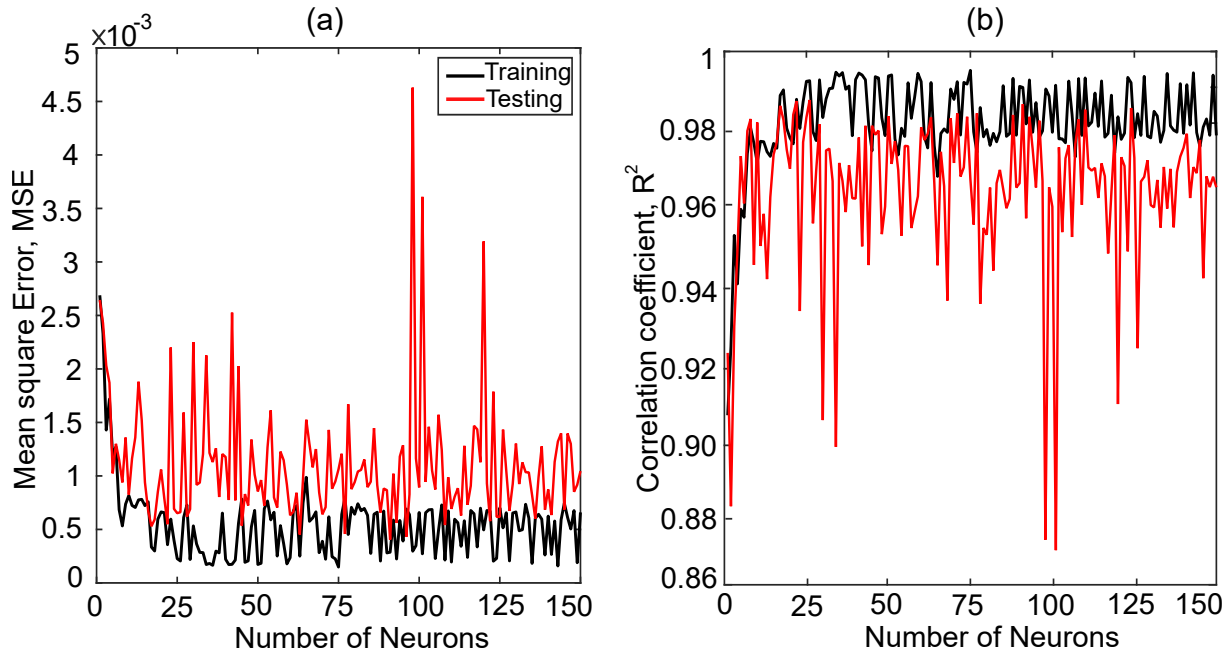 (a)
×10⁻³
5
4.5
4
3.5
3
2.5
2
1.5
1
0.5
0
Mean square Error, MSE
Training
Testing
0 25 50 75 100 125 150
Number of Neurons
(b)
1
0.98
0.96
0.94
0.92
0.90
0.88
0.86
Correlation coefficient, R²
0 25 50 75 100 125 150
Number of Neurons